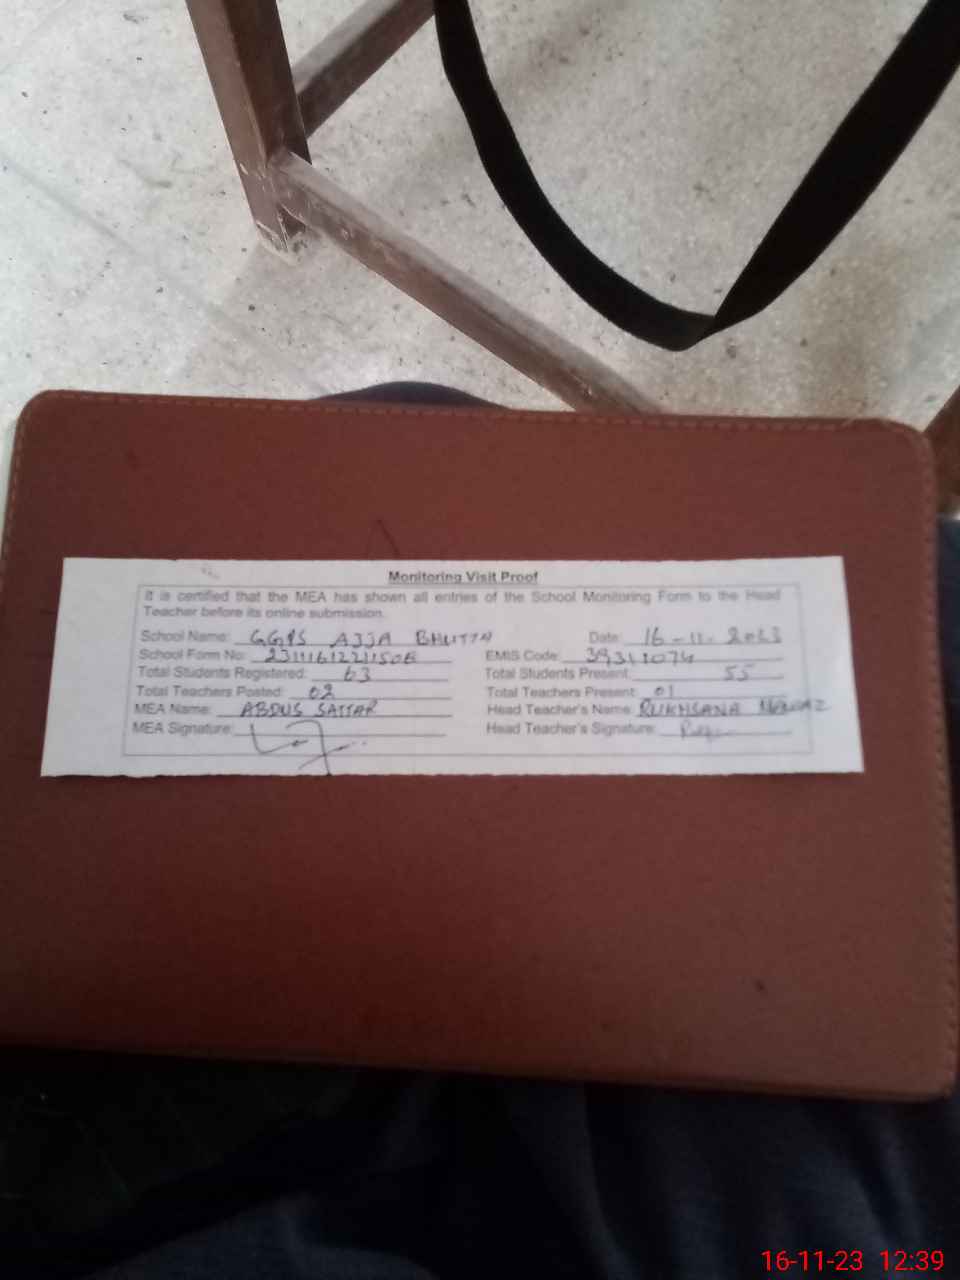 Monitoring Visit Proof
It is certified that the MEA has shown all entries of the School Monitoring Form to the Head
Teacher before its online submission.
School Name: GGPS AJJA BHUTTA Date: 16-11-2023
School Form No: EMIS Code:
Total Students Registered: 63 Total Students Present: 55
Total Teachers Posted: 02 Total Teachers Present: 01
MEA Name: ABDUS SATTAR Head Teacher's Name: RUKHSANA NAWAZ
MEA Signature: Head Teacher's Signature:
16-11-23 12:39